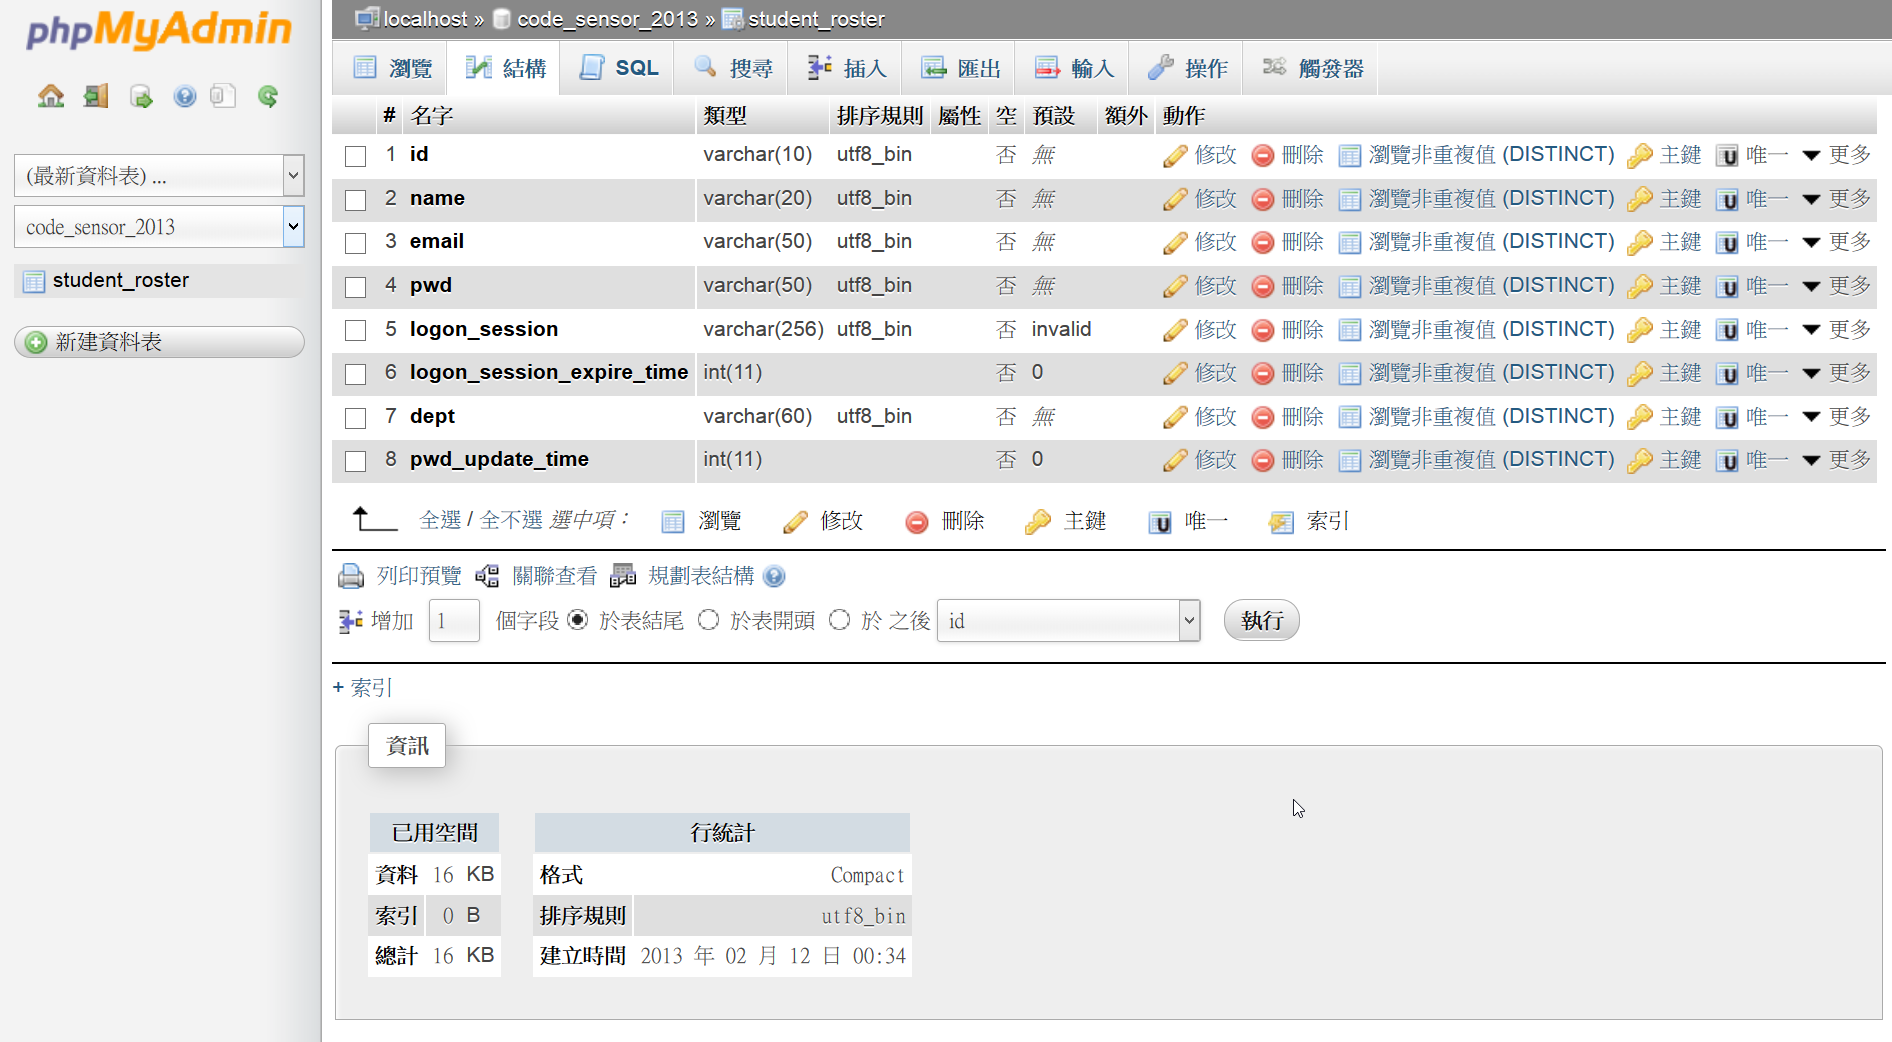 phpMyAdmin
(最新資料表) ...
code_sensor_2013
student_roster
新建資料表
localhost » code_sensor_2013 » student_roster
瀏覽 結構 SQL 搜尋 插入 匯出 輸入 操作 觸發器
# 名字 類型 排序規則 屬性 空 預設 額外 動作
1 id varchar(10) utf8_bin 否 無 修改 刪除 瀏覽非重複值 (DISTINCT) 主鍵 唯一 更多
2 name varchar(20) utf8_bin 否 無 修改 刪除 瀏覽非重複值 (DISTINCT) 主鍵 唯一 更多
3 email varchar(50) utf8_bin 否 無 修改 刪除 瀏覽非重複值 (DISTINCT) 主鍵 唯一 更多
4 pwd varchar(50) utf8_bin 否 無 修改 刪除 瀏覽非重複值 (DISTINCT) 主鍵 唯一 更多
5 logon_session varchar(256) utf8_bin 否 invalid 修改 刪除 瀏覽非重複值 (DISTINCT) 主鍵 唯一 更多
6 logon_session_expire_time int(11) 否 0 修改 刪除 瀏覽非重複值 (DISTINCT) 主鍵 唯一 更多
7 dept varchar(60) utf8_bin 否 無 修改 刪除 瀏覽非重複值 (DISTINCT) 主鍵 唯一 更多
8 pwd_update_time int(11) 否 0 修改 刪除 瀏覽非重複值 (DISTINCT) 主鍵 唯一 更多
全選 / 全不選 選中項： 瀏覽 修改 刪除 主鍵 唯一 索引
列印預覽 關聯查看 規劃表結構
增加 1 個字段 於表結尾 於表開頭 於 之後 id 執行
+ 索引
資訊
已用空間
資料 16 KB
索引 0 B
總計 16 KB
行統計
格式 Compact
排序規則 utf8_bin
建立時間 2013 年 02 月 12 日 00:34